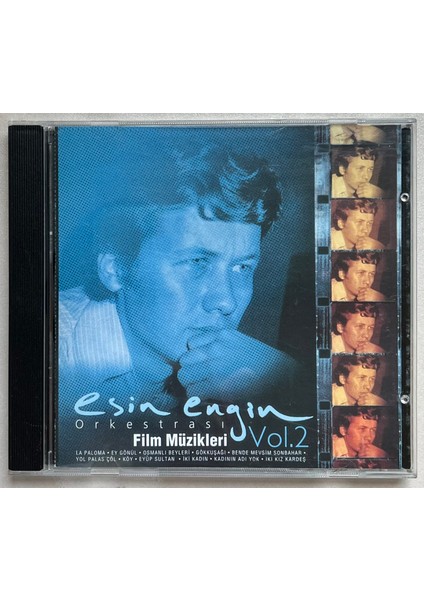 esin engin
Orkestrası
Film Müzikleri Vol.2
LA PALOMA • EY GÖNÜL • OSMANLI BEYLERİ • GÖKKUŞAĞI • BENDE MEVSİM SONBAHAR •
YOL PALAS ÇÖL • KÖY • EYÜP SULTAN • İKİ KADIN • KADININ ADI YOK • İKİ KIZ KARDEŞ